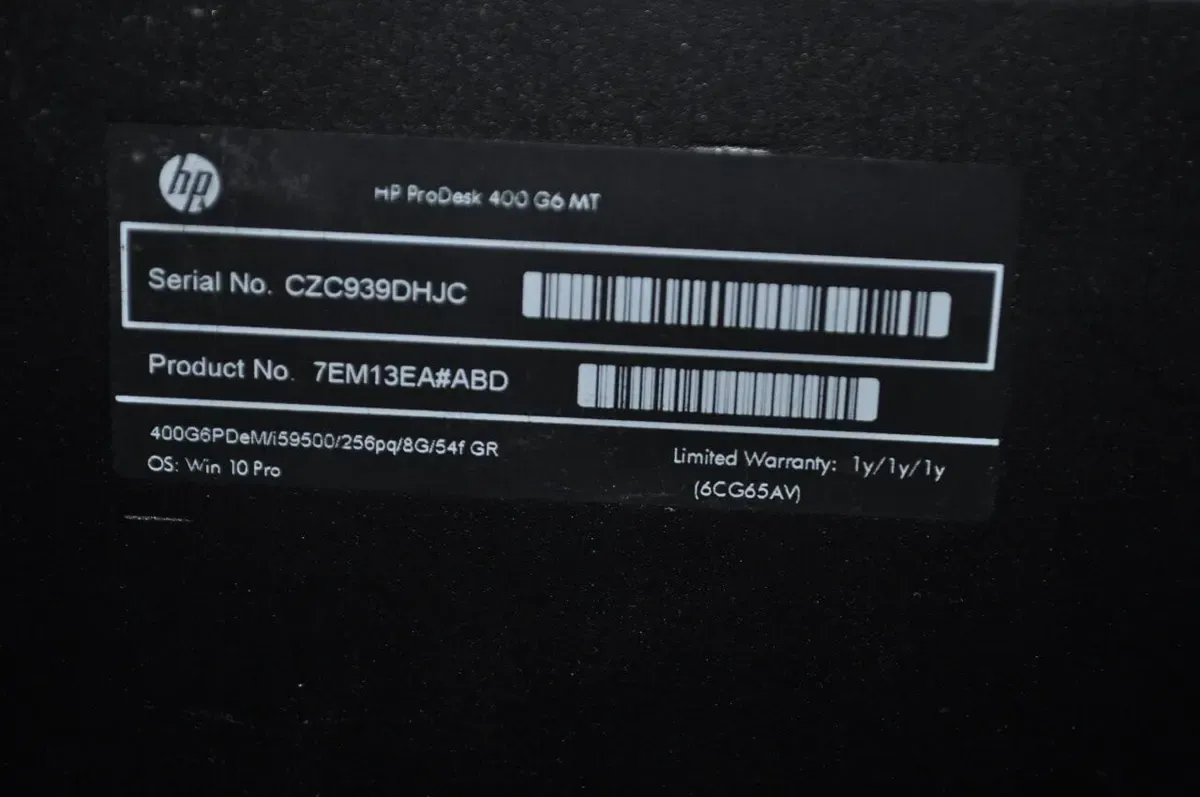 hp
HP ProDesk 400 G6 MT
Serial No. CZC939DHJC
Product No. 7EM13EA#ABD
400G6PDeM/i59500/256pq/8G/54f GR
OS: Win 10 Pro
Limited Warranty: 1y/1y/1y
(6CG65AV)